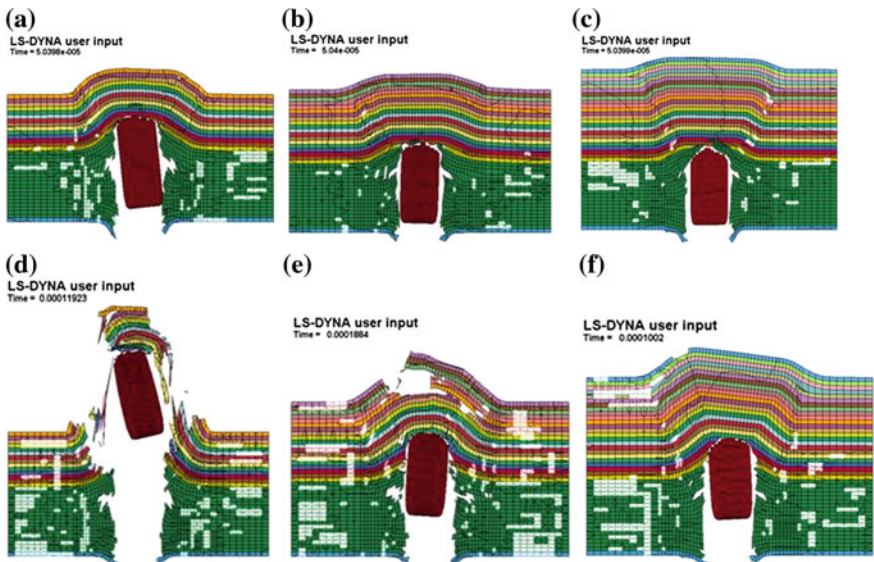 (a)
LS-DYNA user input
Time = 5.0398e-005
(b)
LS-DYNA user input
Time = 5.04e-005
(c)
LS-DYNA user input
Time = 5.0399e-005
(d)
LS-DYNA user input
Time = 0.00011923
(e)
LS-DYNA user input
Time = 0.0001884
(f)
LS-DYNA user input
Time = 0.0001002